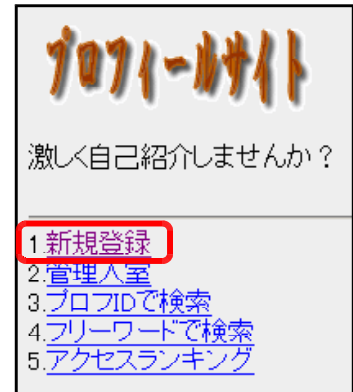 プロフィールサイト
激しく自己紹介しませんか？
1.新規登録
2.管理人室
3.プロフIDで検索
4.フリーワードで検索
5.アクセスランキング